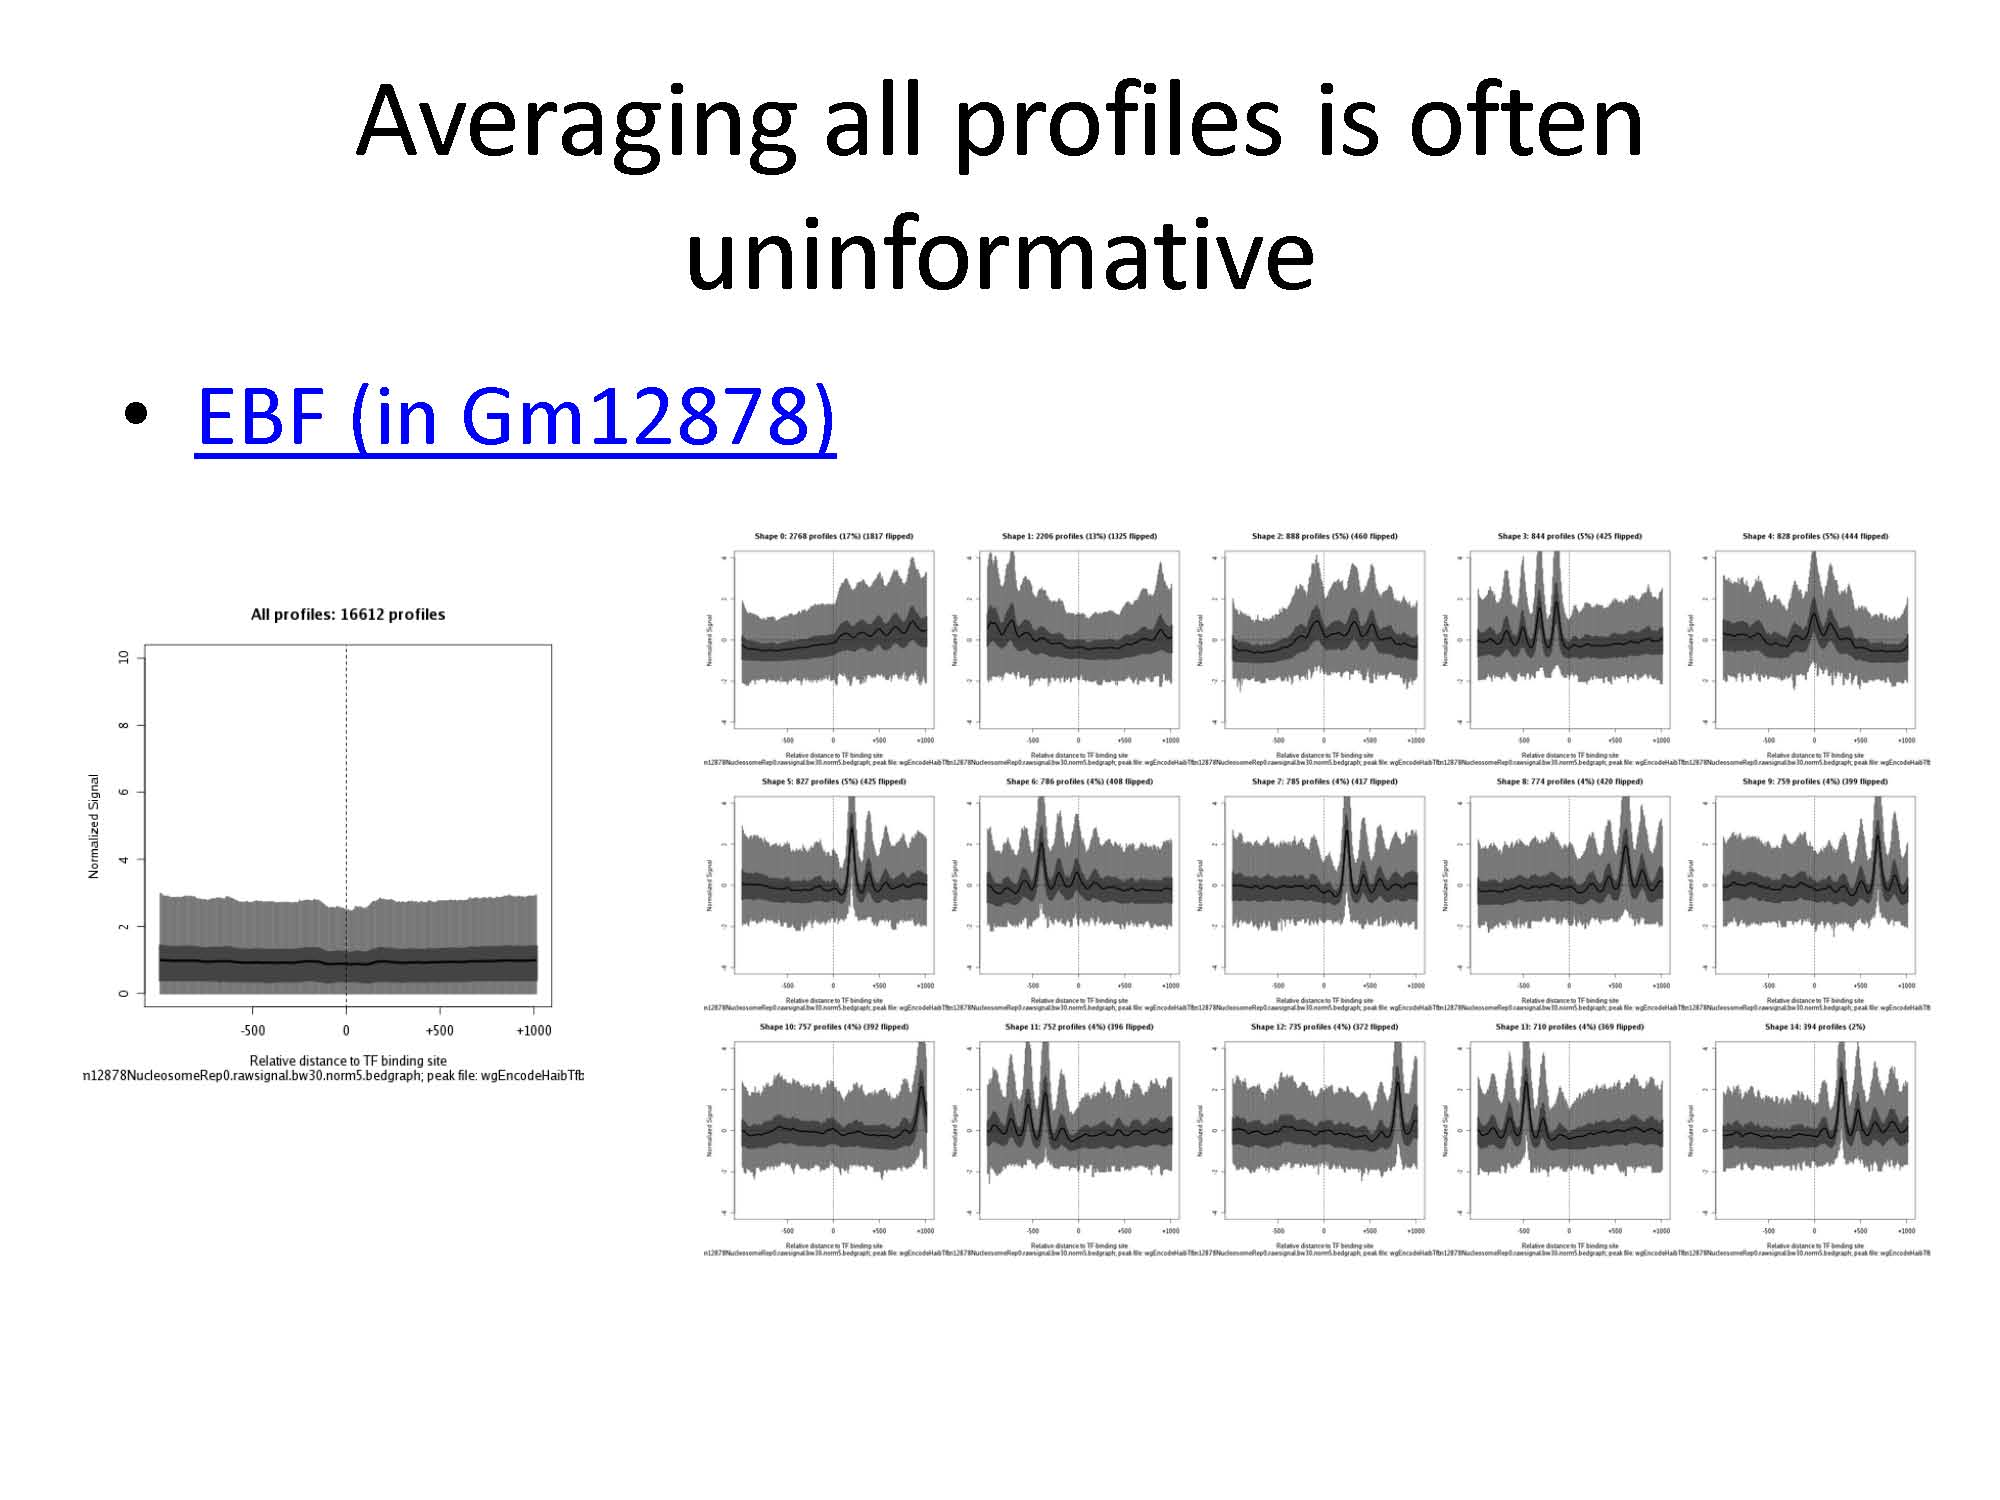 Averaging all profiles is often
uninformative
• EBF (in Gm12878)
All profiles: 16612 profiles
Normalized Signal
10
8
6
4
2
0
-500 0 +500 +1000
Relative distance to TF binding site
m12878NucleosomeRep0.rawsignal.bw30.norm5.bedgraph; peak file: wgEncodeHaibTfb
Shape 0: 2768 profiles (17%) (1817 flipped)
Shape 1: 2206 profiles (13%) (1325 flipped)
Shape 2: 888 profiles (5%) (460 flipped)
Shape 3: 844 profiles (5%) (425 flipped)
Shape 4: 828 profiles (5%) (444 flipped)
Shape 5: 827 profiles (5%) (425 flipped)
Shape 6: 786 profiles (4%) (408 flipped)
Shape 7: 785 profiles (4%) (417 flipped)
Shape 8: 774 profiles (4%) (420 flipped)
Shape 9: 759 profiles (4%) (399 flipped)
Shape 10: 757 profiles (4%) (392 flipped)
Shape 11: 752 profiles (4%) (396 flipped)
Shape 12: 735 profiles (4%) (372 flipped)
Shape 13: 710 profiles (4%) (369 flipped)
Shape 14: 394 profiles (2%)